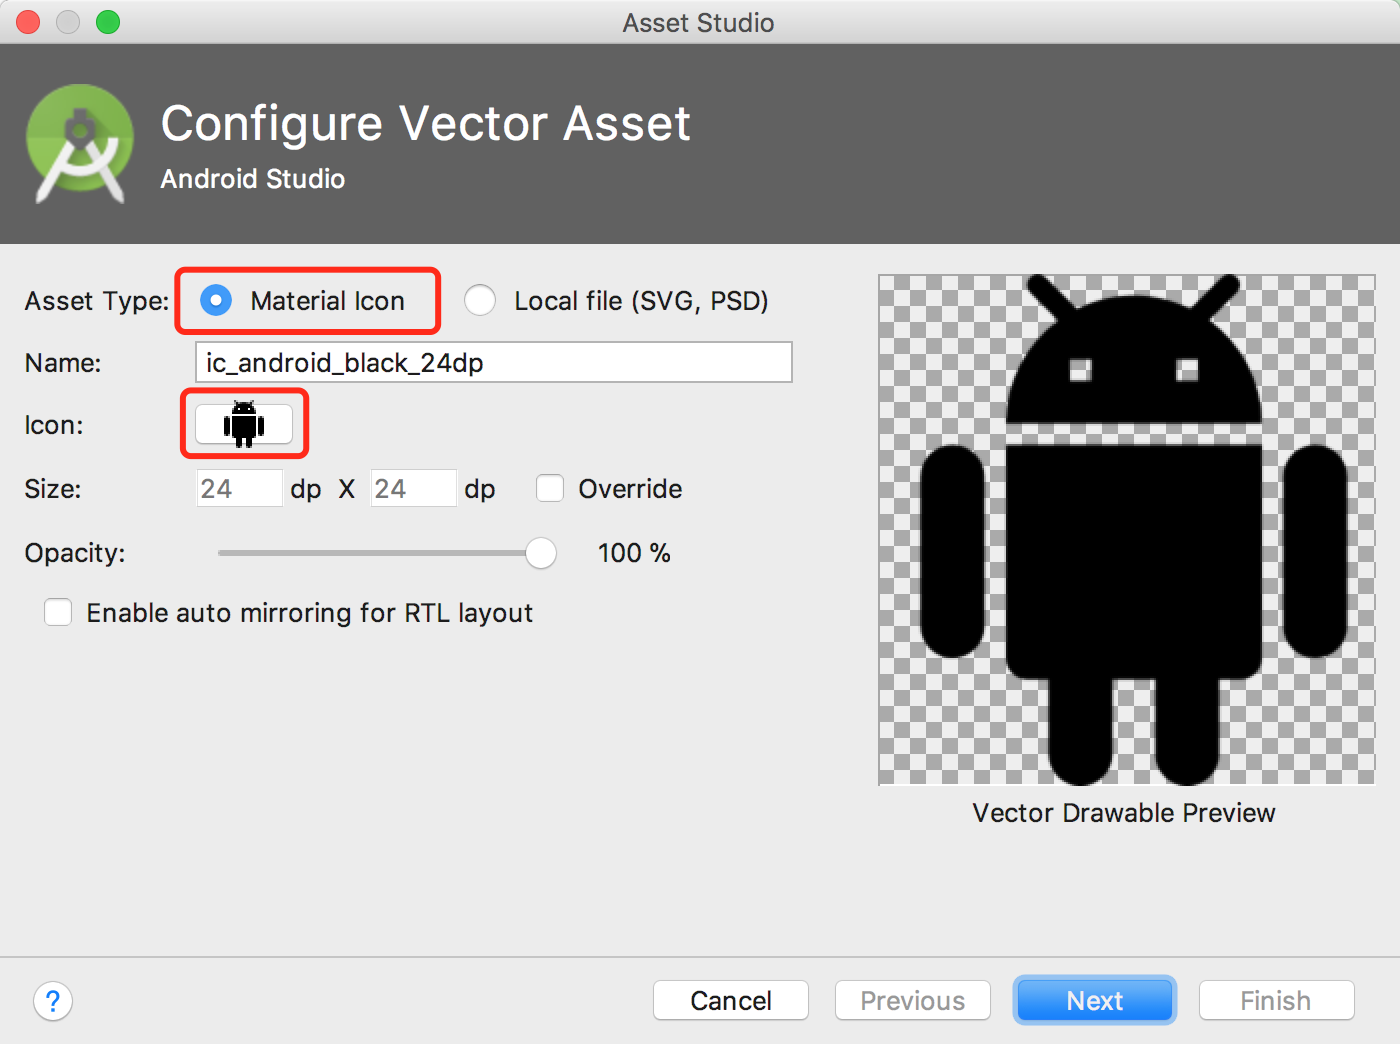 Asset Studio
Configure Vector Asset
Android Studio
Asset Type: Material Icon Local file (SVG, PSD)
Name: ic_android_black_24dp
Icon:
Size: 24 dp X 24 dp Override
Opacity: 100 %
Enable auto mirroring for RTL layout
Vector Drawable Preview
? Cancel Previous Next Finish